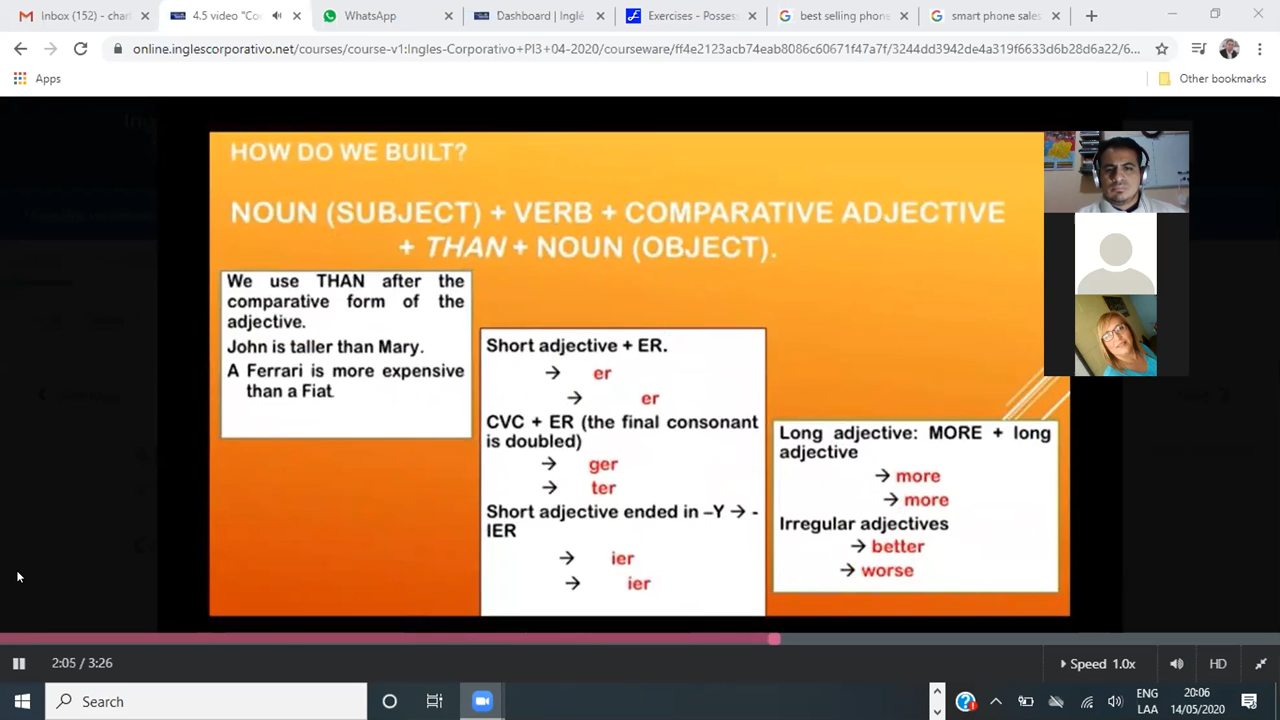 Inbox (152) - charl
4.5 video "Co
WhatsApp
Dashboard | Inglé
Exercises - Possess
best selling phone
smart phone sales
online.inglescorporativo.net/courses/course-v1:Ingles-Corporativo+PI3+04-2020/courseware/ff4e2123acb74eab8086c60671f47a7f/3244dd3942de4a319f6633d6b28d6a22/6...
Apps
Other bookmarks
HOW DO WE BUILT?
NOUN (SUBJECT) + VERB + COMPARATIVE ADJECTIVE
+ THAN + NOUN (OBJECT).
We use THAN after the
comparative form of the
adjective.
John is taller than Mary.
A Ferrari is more expensive
than a Fiat.
Short adjective + ER.
→ er
→ er
CVC + ER (the final consonant
is doubled)
→ ger
→ ter
Short adjective ended in –Y → -
IER
→ ier
→ ier
Long adjective: MORE + long
adjective
→ more
→ more
Irregular adjectives
→ better
→ worse
2:05 / 3:26
Speed 1.0x
HD
Search
ENG
LAA
20:06
14/05/2020